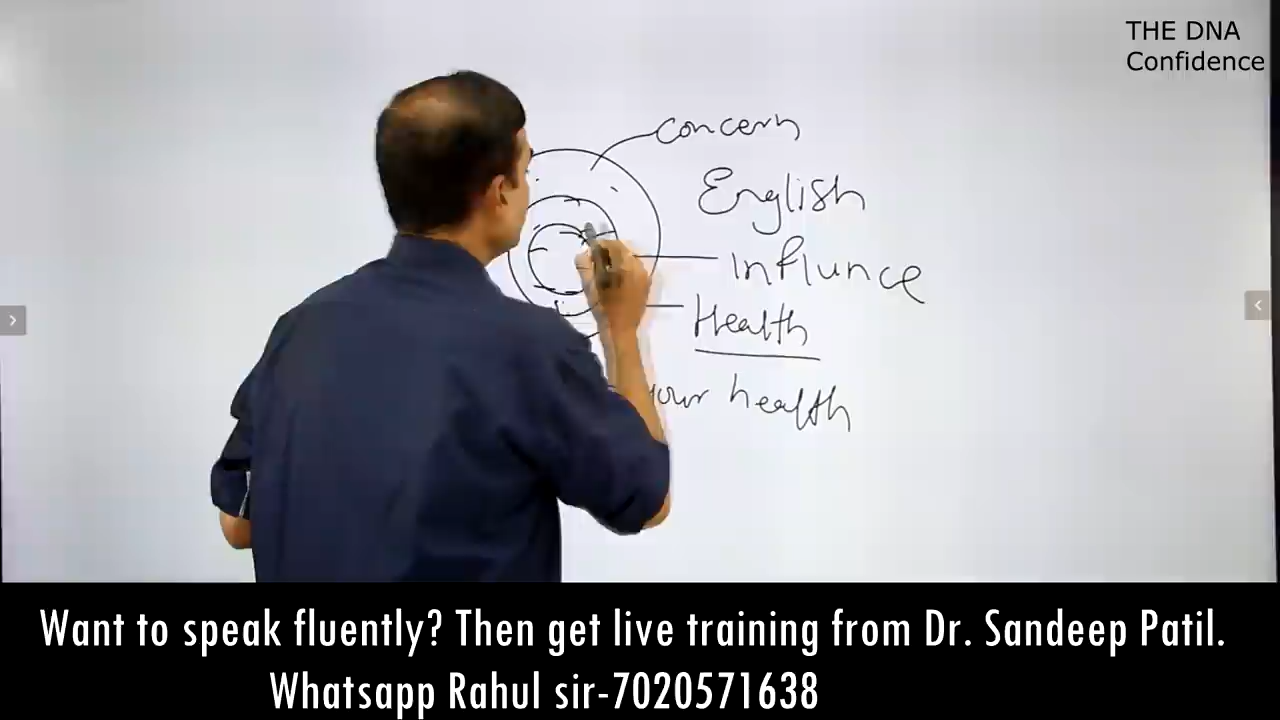 THE DNA
Confidence
concern
English
Influnce
Health
your health
Want to speak fluently? Then get live training from Dr. Sandeep Patil.
Whatsapp Rahul sir-7020571638